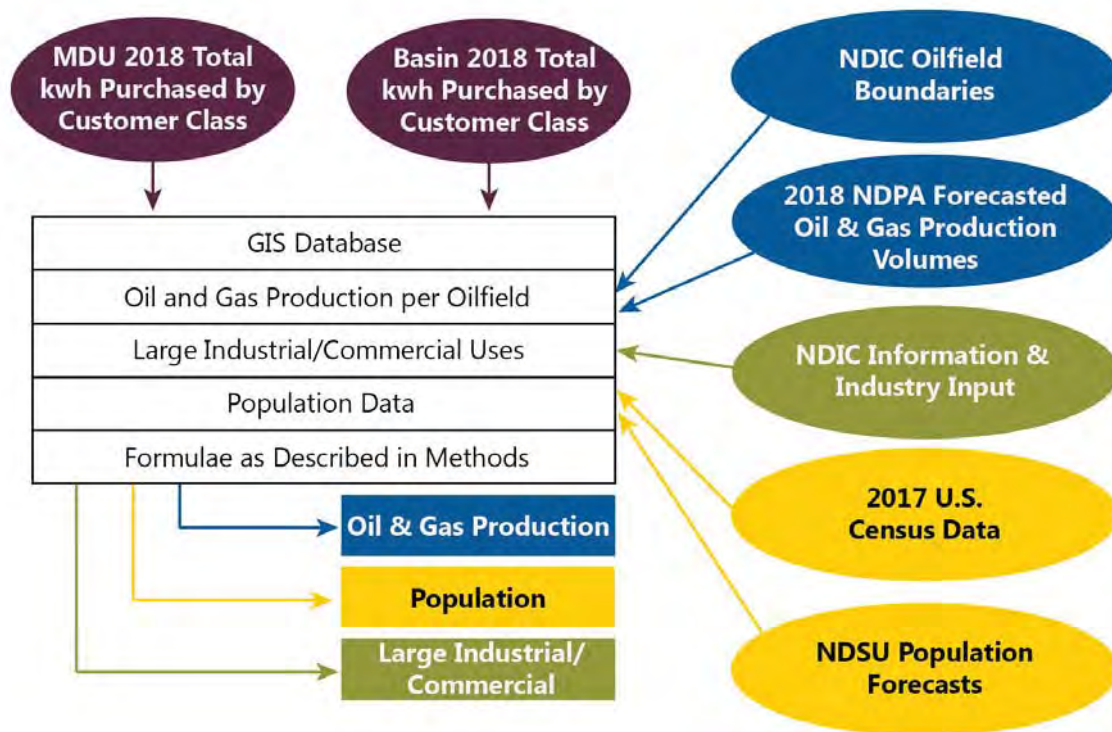 MDU 2018 Total
kwh Purchased by
Customer Class
Basin 2018 Total
kwh Purchased by
Customer Class
NDIC Oilfield
Boundaries
2018 NDPA Forecasted
Oil & Gas Production
Volumes
NDIC Information &
Industry Input
2017 U.S.
Census Data
NDSU Population
Forecasts
GIS Database
Oil and Gas Production per Oilfield
Large Industrial/Commercial Uses
Population Data
Formulae as Described in Methods
Oil & Gas Production
Population
Large Industrial/
Commercial